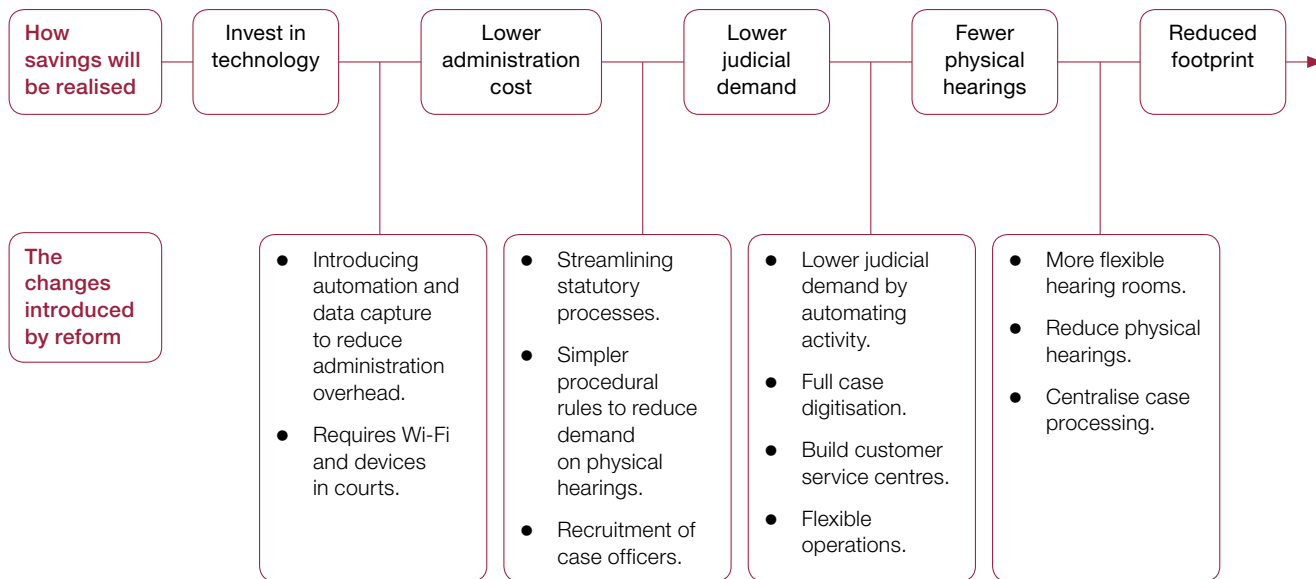 How
savings will
be realised
Invest in
technology
Lower
administration
cost
Lower
judicial
demand
Fewer
physical
hearings
Reduced
footprint
The
changes
introduced
by reform
● Introducing
automation and
data capture
to reduce
administration
overhead.
● Requires Wi-Fi
and devices
in courts.
● Streamlining
statutory
processes.
● Simpler
procedural
rules to reduce
demand
on physical
hearings.
● Recruitment of
case officers.
● Lower judicial
demand by
automating
activity.
● Full case
digitisation.
● Build customer
service centres.
● Flexible
operations.
● More flexible
hearing rooms.
● Reduce physical
hearings.
● Centralise case
processing.